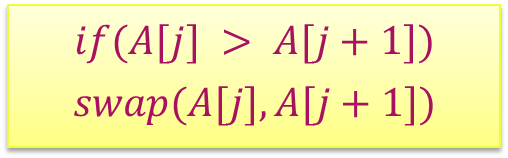 if(A[j] > A[j + 1])
swap(A[j], A[j + 1])